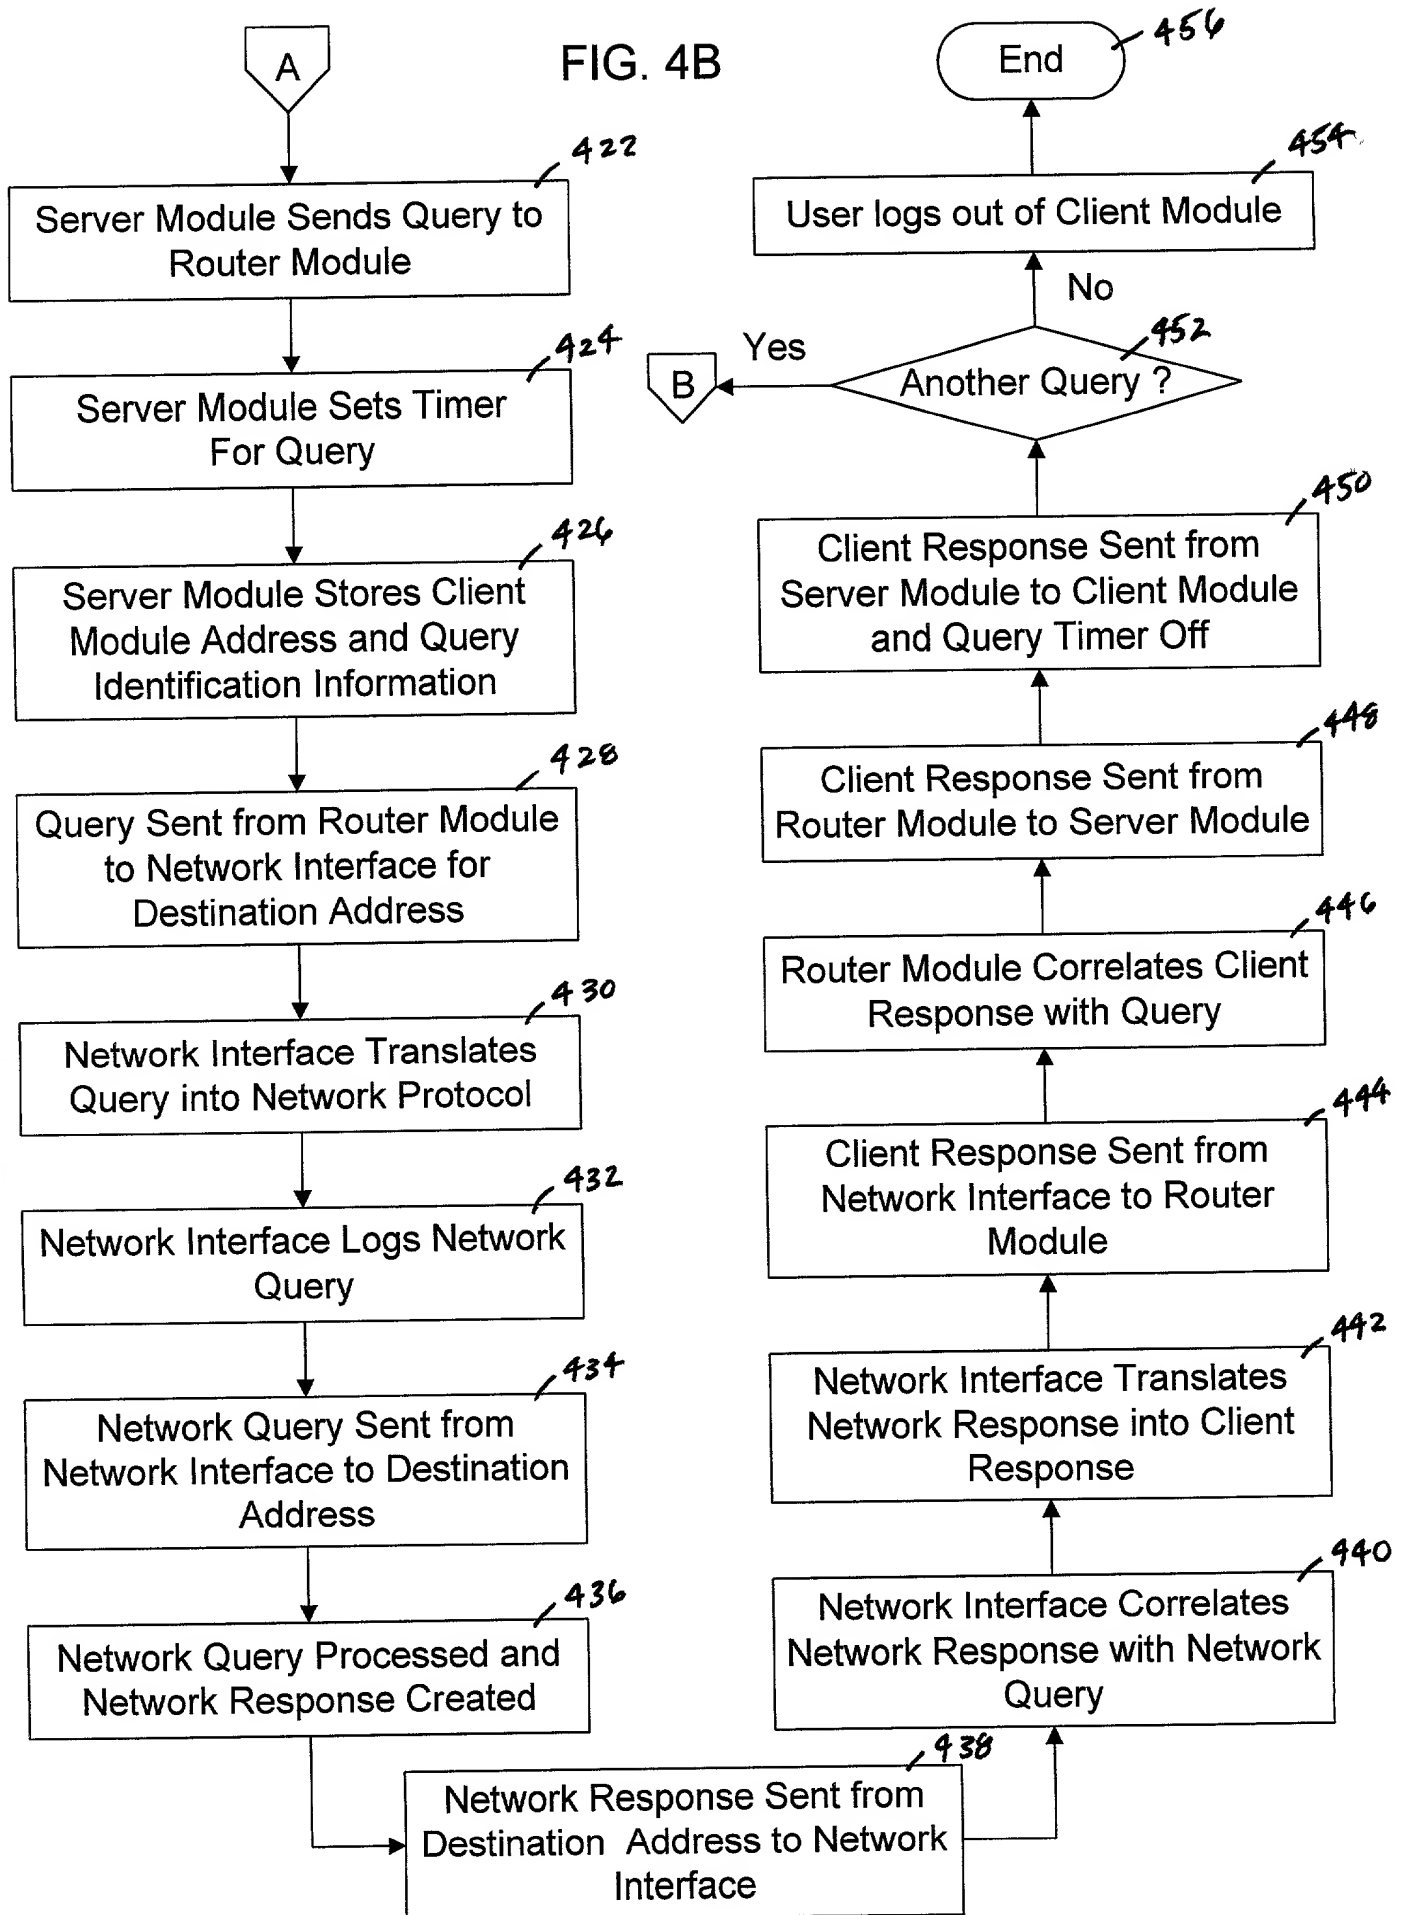 A
FIG. 4B
422
Server Module Sends Query to
Router Module
424
Server Module Sets Timer
For Query
426
Server Module Stores Client
Module Address and Query
Identification Information
428
Query Sent from Router Module
to Network Interface for
Destination Address
430
Network Interface Translates
Query into Network Protocol
432
Network Interface Logs Network
Query
434
Network Query Sent from
Network Interface to Destination
Address
436
Network Query Processed and
Network Response Created
438
Network Response Sent from
Destination Address to Network
Interface
440
Network Interface Correlates
Network Response with Network
Query
442
Network Interface Translates
Network Response into Client
Response
444
Client Response Sent from
Network Interface to Router
Module
446
Router Module Correlates Client
Response with Query
448
Client Response Sent from
Router Module to Server Module
450
Client Response Sent from
Server Module to Client Module
and Query Timer Off
452
Another Query ?
Yes
B
No
454
User logs out of Client Module
456
End